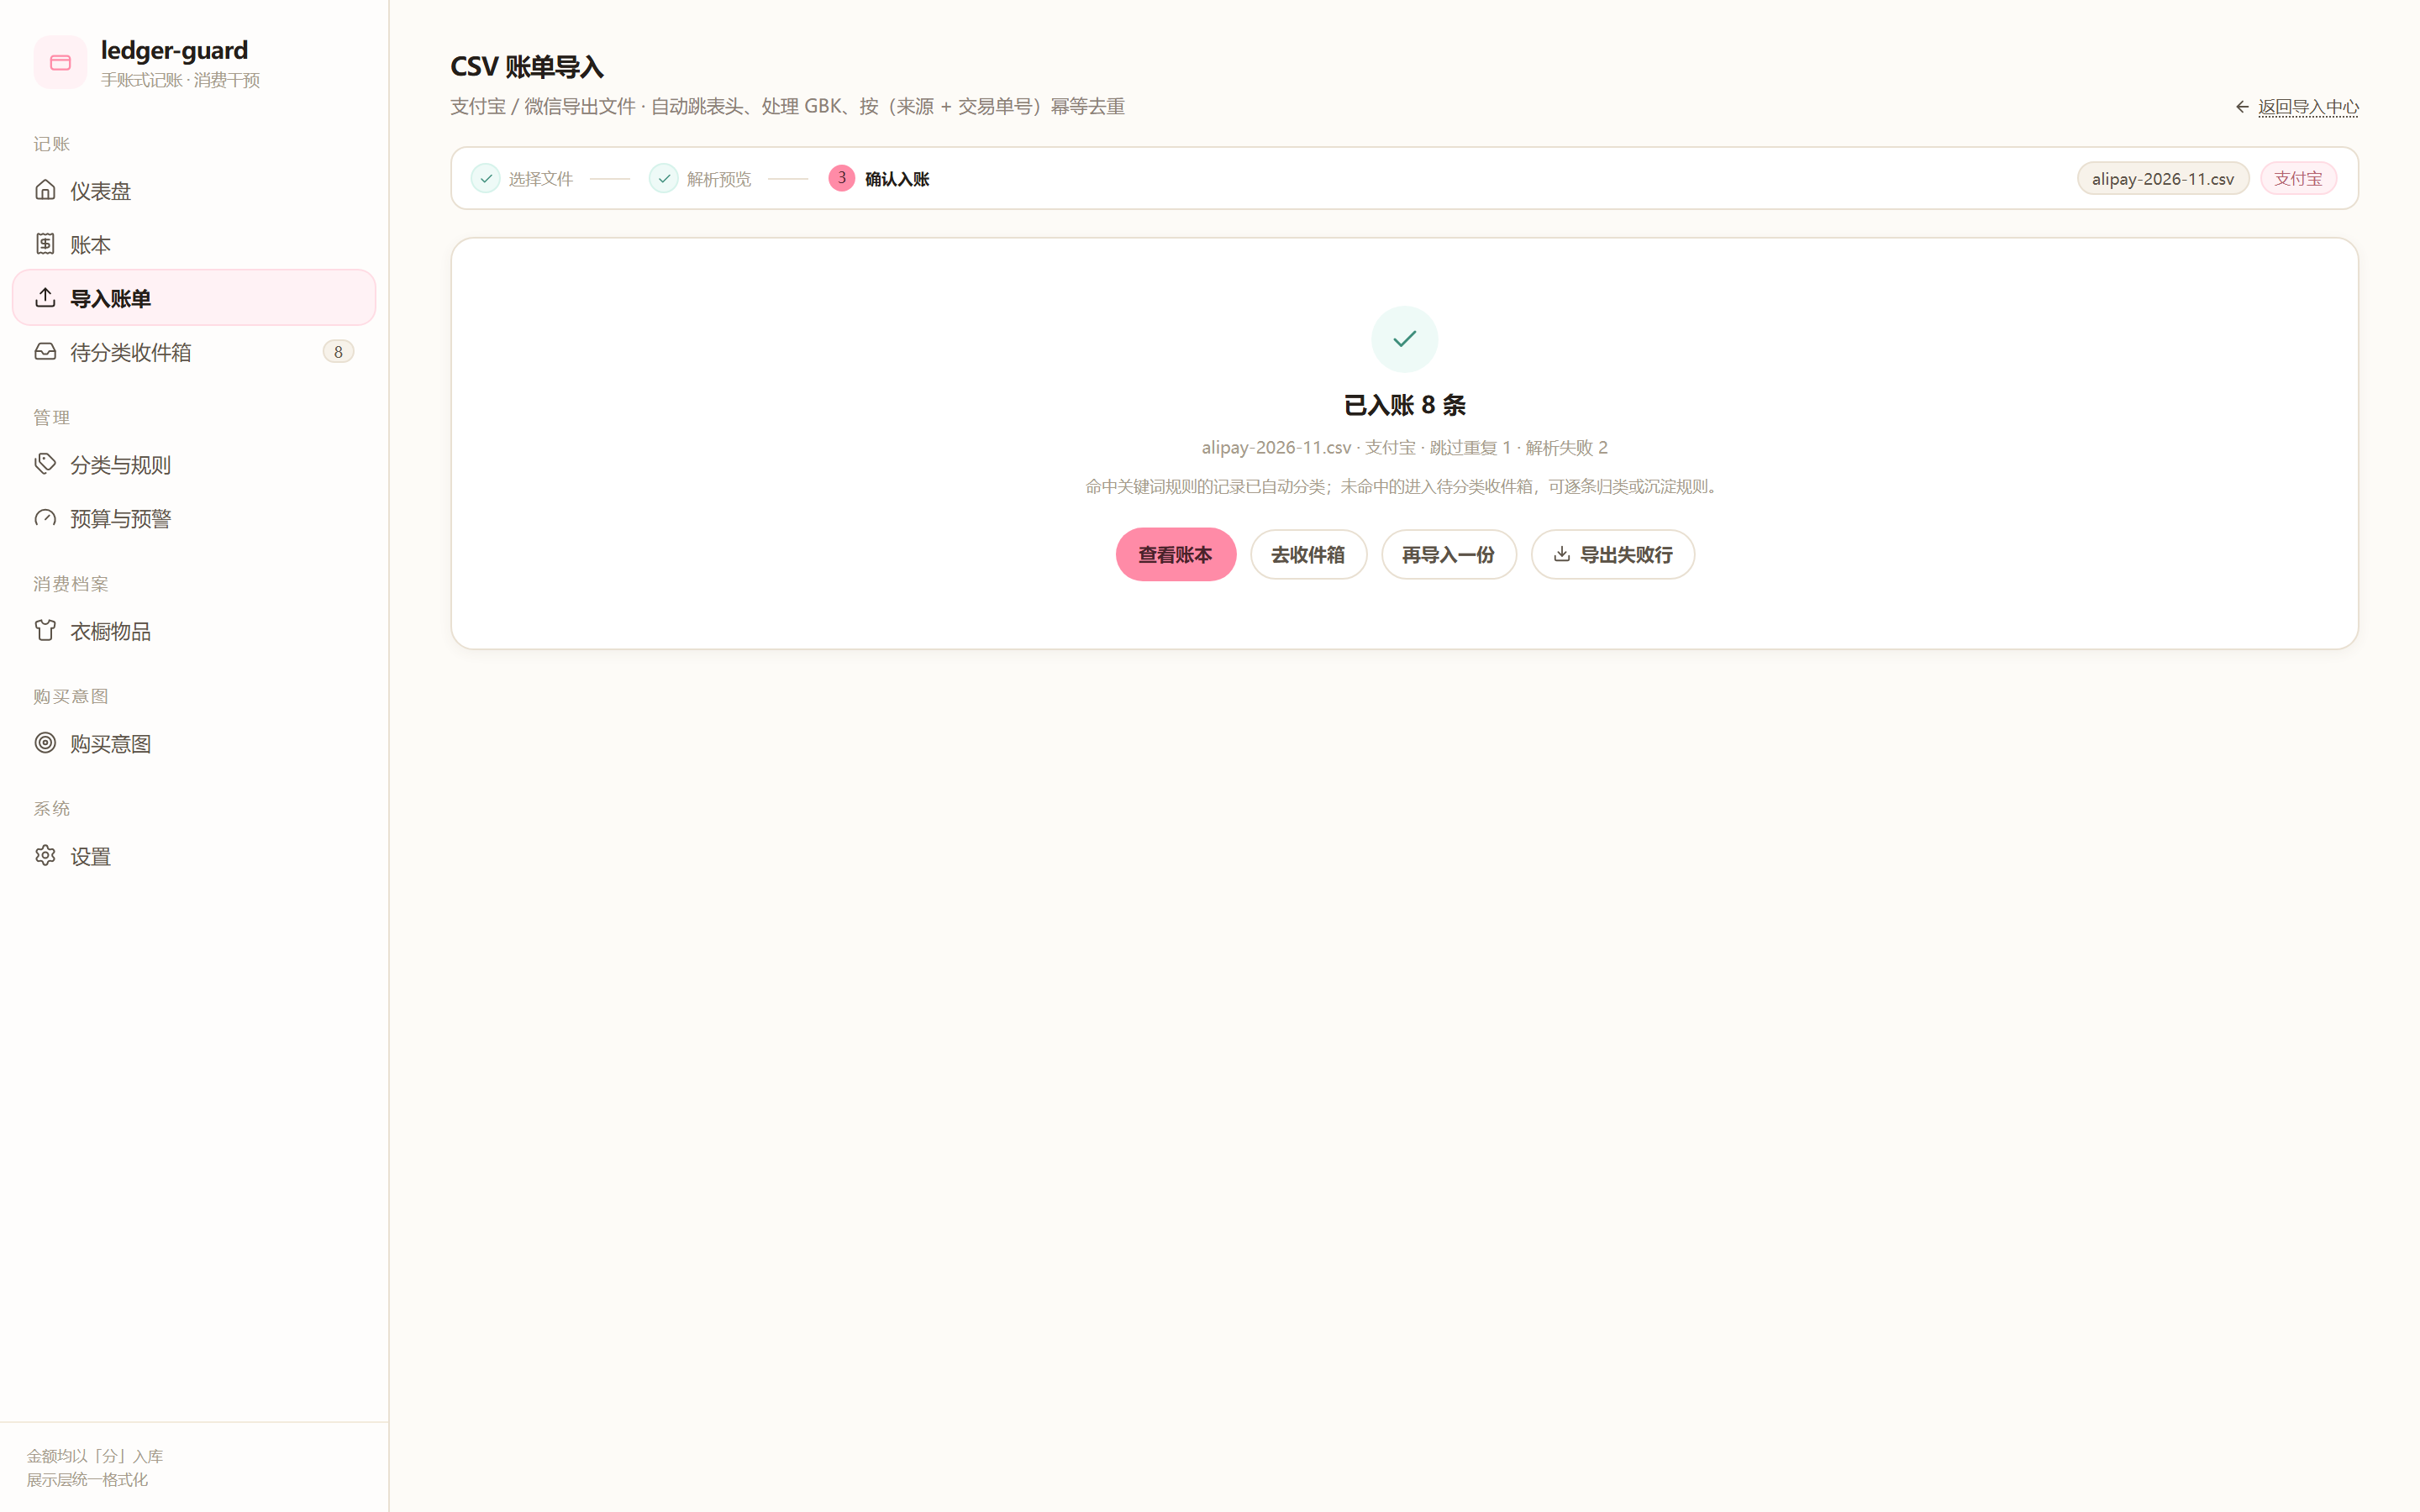 ledger-guard
手账式记账 · 消费干预
记账
仪表盘
账本
导入账单
待分类收件箱 8
管理
分类与规则
预算与预警
消费档案
衣橱物品
购买意图
购买意图
系统
设置
金额均以「分」入库
展示层统一格式化
CSV 账单导入
支付宝 / 微信导出文件 · 自动跳表头、处理 GBK、按（来源 + 交易单号）幂等去重
返回导入中心
选择文件 解析预览 3 确认入账 alipay-2026-11.csv 支付宝
已入账 8 条
alipay-2026-11.csv · 支付宝 · 跳过重复 1 · 解析失败 2
命中关键词规则的记录已自动分类；未命中的进入待分类收件箱，可逐条归类或沉淀规则。
查看账本 去收件箱 再导入一份 导出失败行